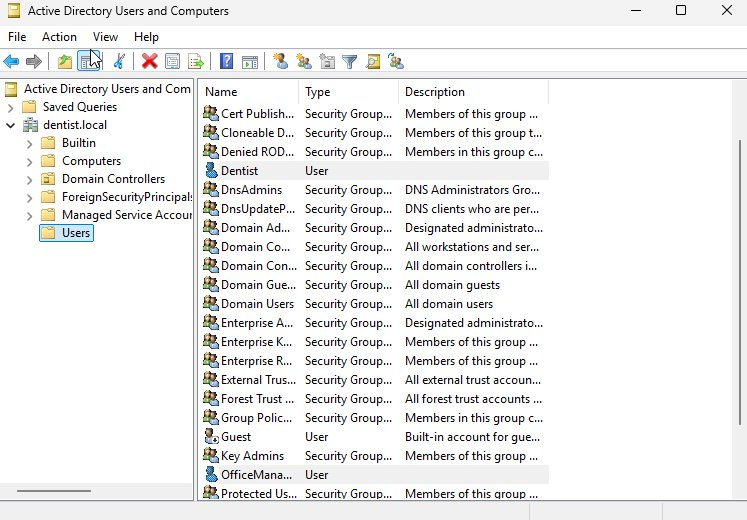 Active Directory Users and Computers
File Action View Help
Active Directory Users and Com
Saved Queries
dentist.local
Builtin
Computers
Domain Controllers
ForeignSecurityPrincipals
Managed Service Accour
Users
Name Type Description
Cert Publish... Security Group... Members of this group ...
Cloneable D... Security Group... Members of this group t...
Denied ROD... Security Group... Members in this group c...
Dentist User
DnsAdmins Security Group... DNS Administrators Gro...
DnsUpdateP... Security Group... DNS clients who are per...
Domain Ad... Security Group... Designated administrato...
Domain Co... Security Group... All workstations and ser...
Domain Con... Security Group... All domain controllers i...
Domain Gue... Security Group... All domain guests
Domain Users Security Group... All domain users
Enterprise A... Security Group... Designated administrato...
Enterprise K... Security Group... Members of this group ...
Enterprise R... Security Group... Members of this group ...
External Trus... Security Group... All external trust accoun...
Forest Trust ... Security Group... All forest trust accounts ...
Group Polic... Security Group... Members in this group c...
Guest User Built-in account for gue...
Key Admins Security Group... Members of this group ...
OfficeMana... User
Protected Us... Security Group... Members of this group ...